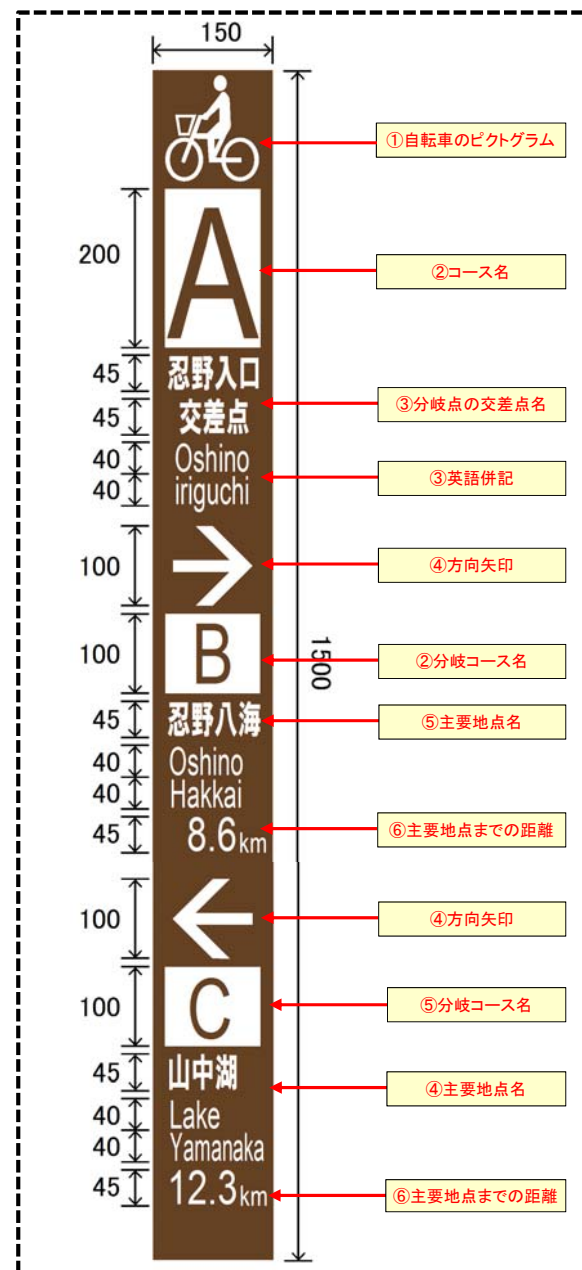 150
①自転車のピクトグラム
200
A
②コース名
45
忍野入口
45
交差点
③分岐点の交差点名
40
Oshino
40
iriguchi
③英語併記
100
④方向矢印
1500
100
B
②分岐コース名
45
忍野八海
⑤主要地点名
40
Oshino
40
Hakkai
45
8.6km
⑥主要地点までの距離
100
④方向矢印
100
C
⑤分岐コース名
45
山中湖
④主要地点名
40
Lake
40
Yamanaka
45
12.3km
⑥主要地点までの距離